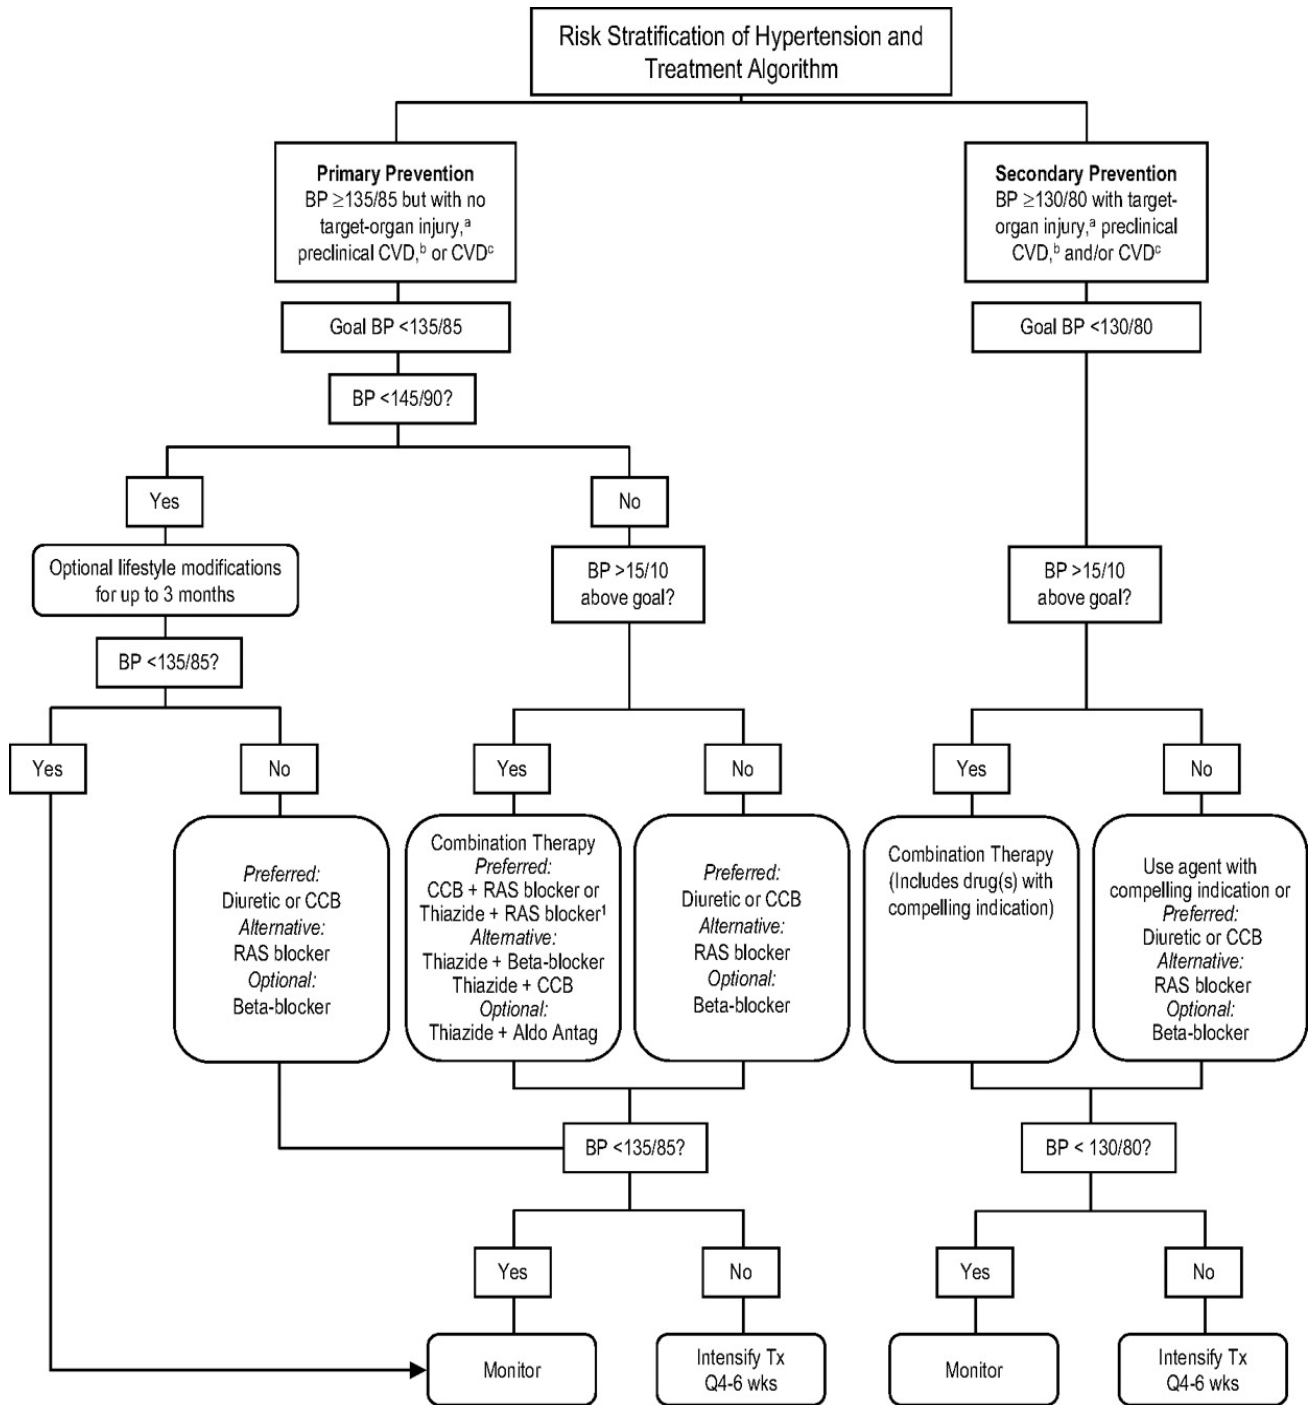 Risk Stratification of Hypertension and
Treatment Algorithm
Primary Prevention
BP ≥135/85 but with no
target-organ injury,ᵃ
preclinical CVD,ᵇ or CVDᶜ
Secondary Prevention
BP ≥130/80 with target-
organ injury,ᵃ preclinical
CVD,ᵇ and/or CVDᶜ
Goal BP <135/85
Goal BP <130/80
BP <145/90?
Yes
No
Optional lifestyle modifications
for up to 3 months
BP >15/10
above goal?
BP >15/10
above goal?
BP <135/85?
Yes
No
Yes
No
Yes
No
Preferred:
Diuretic or CCB
Alternative:
RAS blocker
Optional:
Beta-blocker
Combination Therapy
Preferred:
CCB + RAS blocker or
Thiazide + RAS blocker¹
Alternative:
Thiazide + Beta-blocker
Thiazide + CCB
Optional:
Thiazide + Aldo Antag
Preferred:
Diuretic or CCB
Alternative:
RAS blocker
Optional:
Beta-blocker
Combination Therapy
(Includes drug(s) with
compelling indication)
Use agent with
compelling indication or
Preferred:
Diuretic or CCB
Alternative:
RAS blocker
Optional:
Beta-blocker
BP <135/85?
BP < 130/80?
Yes
No
Yes
No
Monitor
Intensify Tx
Q4-6 wks
Monitor
Intensify Tx
Q4-6 wks